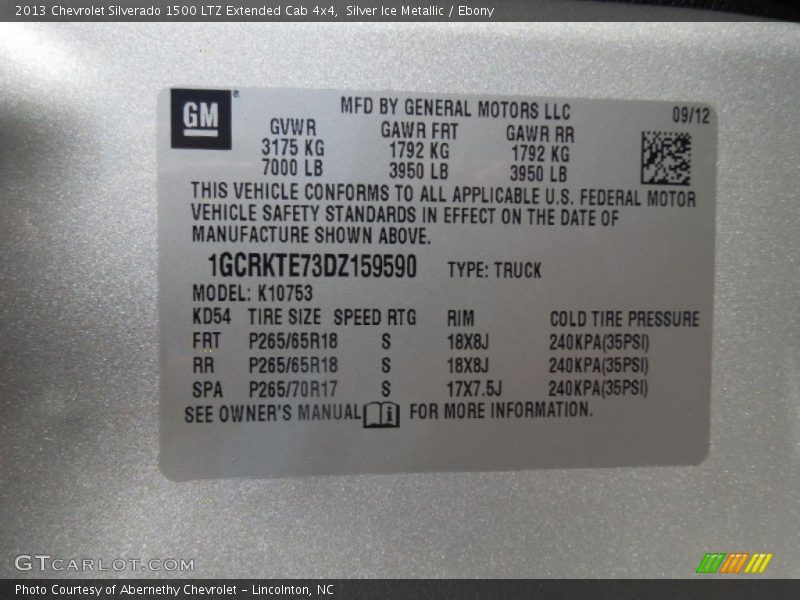 2013 Chevrolet Silverado 1500 LTZ Extended Cab 4x4, Silver Ice Metallic / Ebony
GM®
MFD BY GENERAL MOTORS LLC 09/12
GVWR GAWR FRT GAWR RR
3175 KG 1792 KG 1792 KG
7000 LB 3950 LB 3950 LB
THIS VEHICLE CONFORMS TO ALL APPLICABLE U.S. FEDERAL MOTOR
VEHICLE SAFETY STANDARDS IN EFFECT ON THE DATE OF
MANUFACTURE SHOWN ABOVE.
1GCRKTE73DZ159590 TYPE: TRUCK
MODEL: K10753
KD54 TIRE SIZE SPEED RTG RIM COLD TIRE PRESSURE
FRT P265/65R18 S 18X8J 240KPA(35PSI)
RR P265/65R18 S 18X8J 240KPA(35PSI)
SPA P265/70R17 S 17X7.5J 240KPA(35PSI)
SEE OWNER'S MANUAL i FOR MORE INFORMATION.
GTCARLOT.COM
Photo Courtesy of Abernethy Chevrolet – Lincolnton, NC